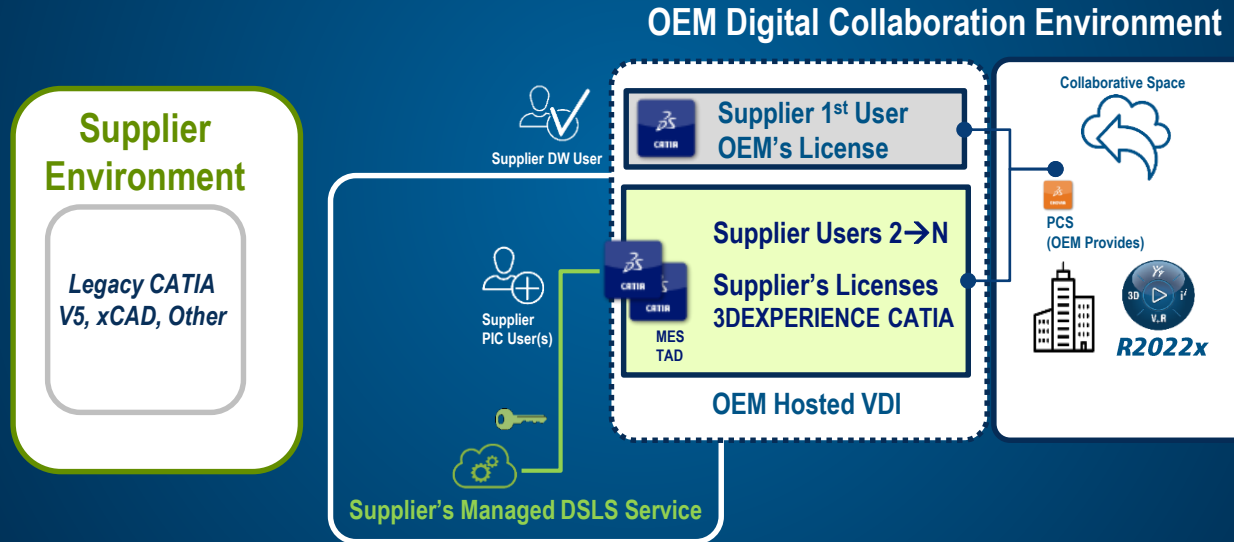 OEM Digital Collaboration Environment
Supplier
Environment
Legacy CATIA
V5, xCAD, Other
Supplier DW User
Supplier
PIC User(s)
Supplier's Managed DSLS Service
CATIA
Supplier 1st User
OEM's License
CATIA
CATIA
MES
TAD
Supplier Users 2→N
Supplier's Licenses
3DEXPERIENCE CATIA
OEM Hosted VDI
Collaborative Space
PCS
(OEM Provides)
3D
V.R
R2022x